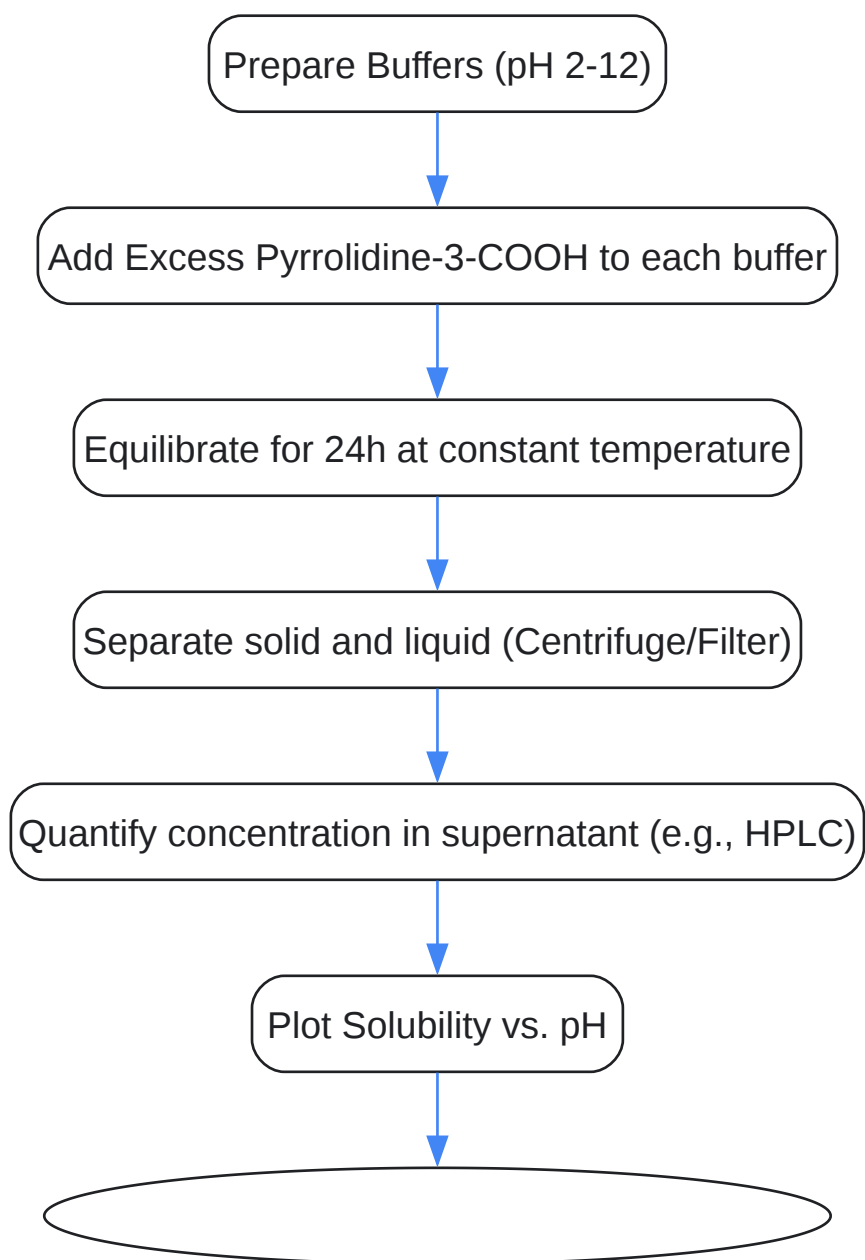 Prepare Buffers (pH 2-12)
Add Excess Pyrrolidine-3-COOH to each buffer
Equilibrate for 24h at constant temperature
Separate solid and liquid (Centrifuge/Filter)
Quantify concentration in supernatant (e.g., HPLC)
Plot Solubility vs. pH